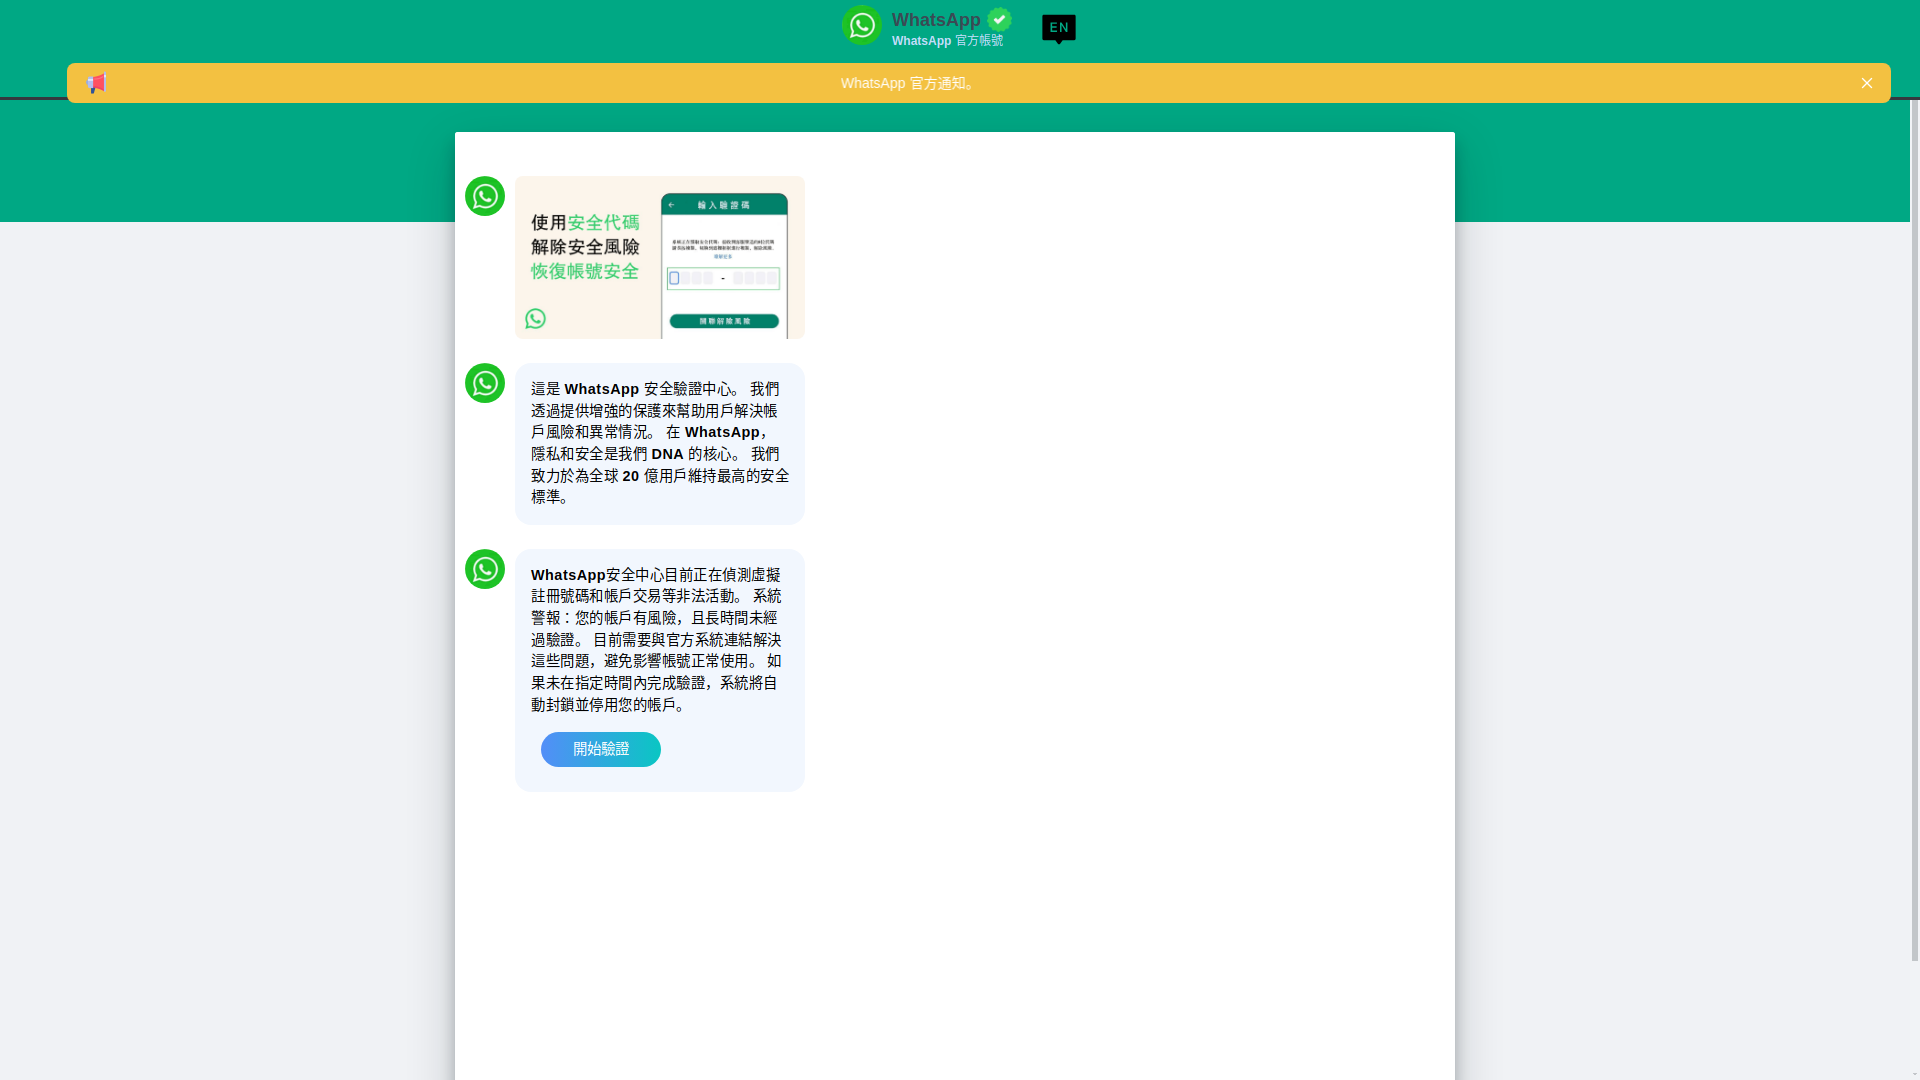 WhatsApp
WhatsApp 官方帳號
EN
WhatsApp 官方通知。
使用安全代碼
解除安全風險
恢復帳號安全
輸入驗證碼
關聯解除風險
這是 WhatsApp 安全驗證中心。 我們
透過提供增強的保護來幫助用戶解決帳
戶風險和異常情況。 在 WhatsApp，
隱私和安全是我們 DNA 的核心。 我們
致力於為全球 20 億用戶維持最高的安全
標準。
WhatsApp安全中心目前正在偵測虛擬
註冊號碼和帳戶交易等非法活動。 系統
警報：您的帳戶有風險，且長時間未經
過驗證。 目前需要與官方系統連結解決
這些問題，避免影響帳號正常使用。 如
果未在指定時間內完成驗證，系統將自
動封鎖並停用您的帳戶。
開始驗證